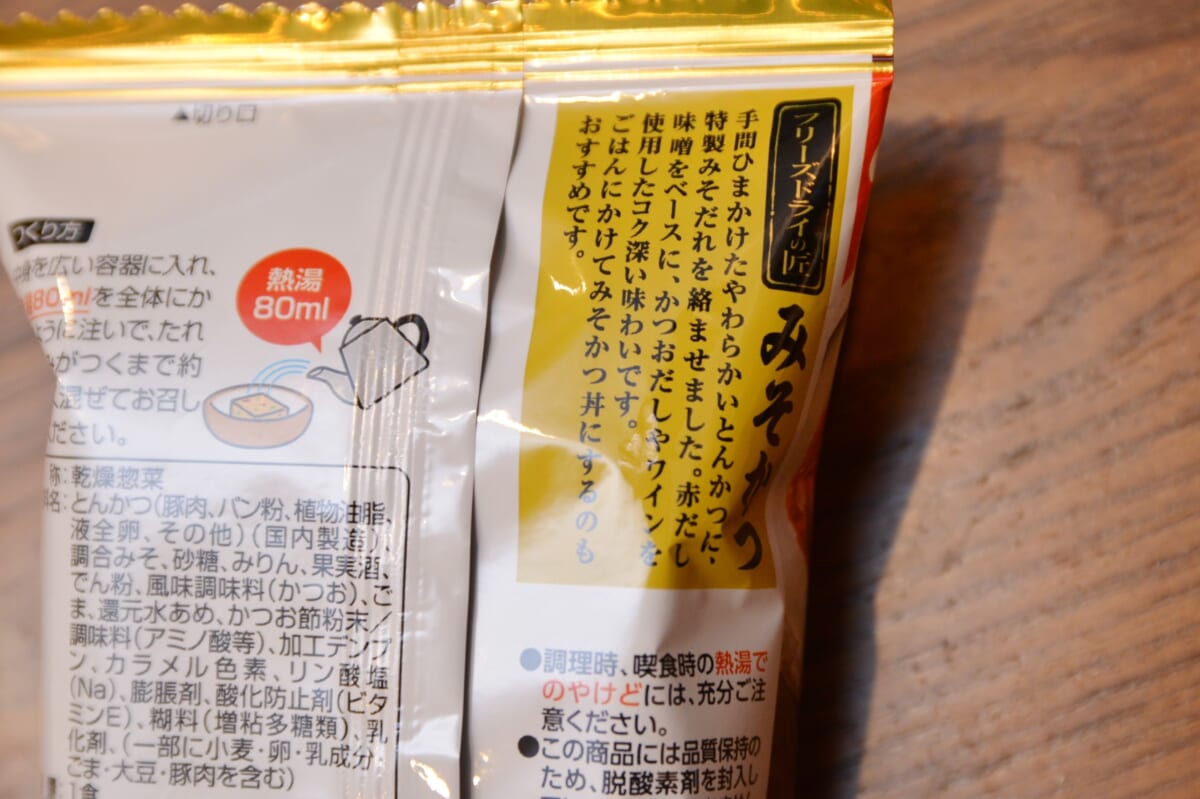 ▲切り口
つくり方
中身を広い容器に入れ、
80mlを全体にか
ように注いで、たれ
がつくまで約
混ぜてお召し
ください。
熱湯
80ml
称:乾燥惣菜
名:とんかつ(豚肉、パン粉、植物油脂、
液全卵、その他)(国内製造)、
調合みそ、砂糖、みりん、果実酒、
でん粉、風味調味料(かつお)、ご
ま、還元水あめ、かつお節粉末/
調味料(アミノ酸等)、加工デンプ
ン、カラメル色素、リン酸塩
(Na)、膨脹剤、酸化防止剤(ビタ
ミンE)、糊料(増粘多糖類)、乳
化剤、(一部に小麦・卵・乳成分・
ごま・大豆・豚肉を含む)
1食
フリーズドライの匠
みそかつ
手間ひまかけたやわらかいとんかつに、
特製みそだれを絡ませました。赤だし
味噌をベースに、かつおだしやワインを
使用したコク深い味わいです。
ごはんにかけてみそかつ丼にするのも
おすすめです。
●調理時、喫食時の熱湯で
のやけどには、充分ご注
意ください。
●この商品には品質保持の
ため、脱酸素剤を封入し